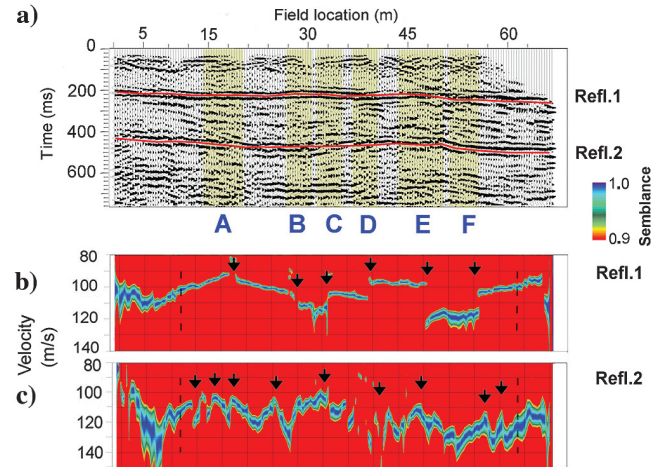 a)
Field location (m)
5 15 30 45 60
Time (ms)
0
200
400
600
Refl.1
Refl.2
A B C D E F
Semblance
1.0
0.9
b)
Velocity (m/s)
80
100
120
140
Refl.1
c)
80
100
120
140
Refl.2